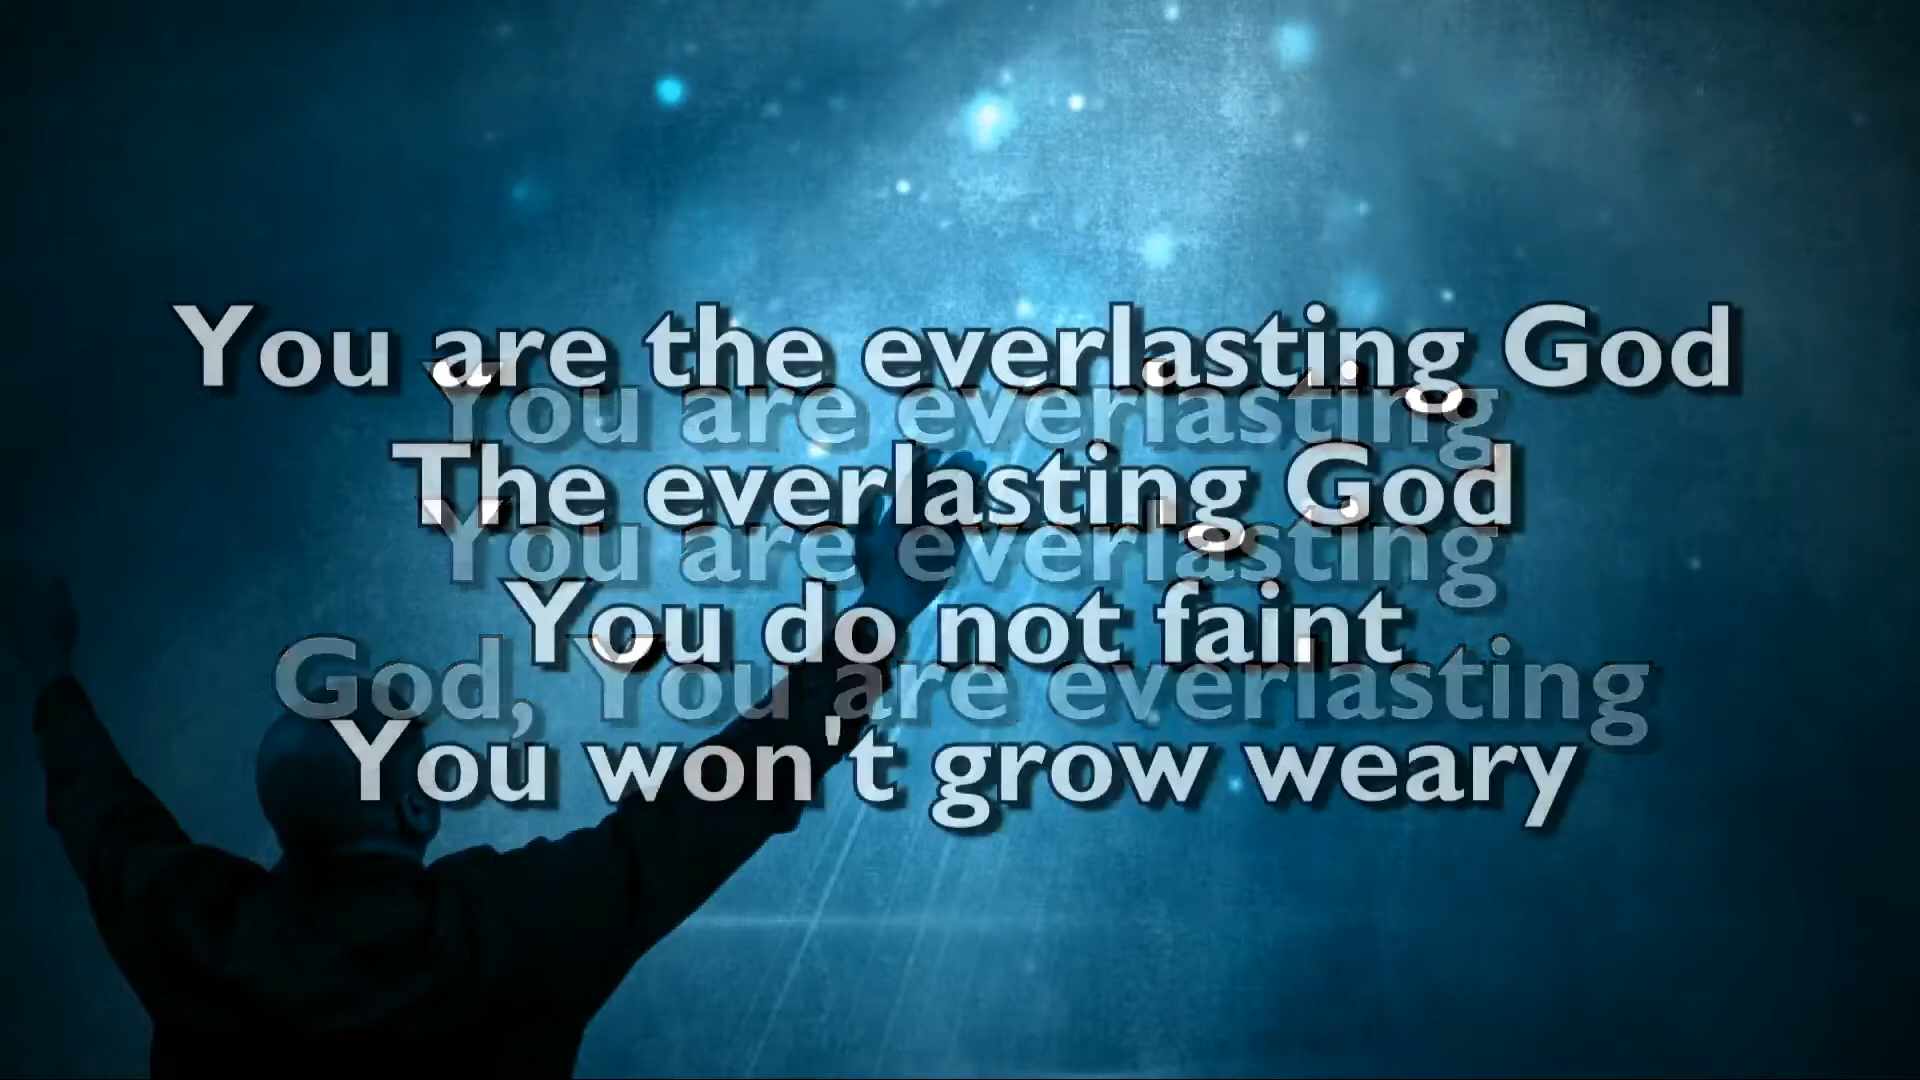 You are the everlasting God
You are everlasting
The everlasting God
You are everlasting
You do not faint
God, You are everlasting
You won't grow weary